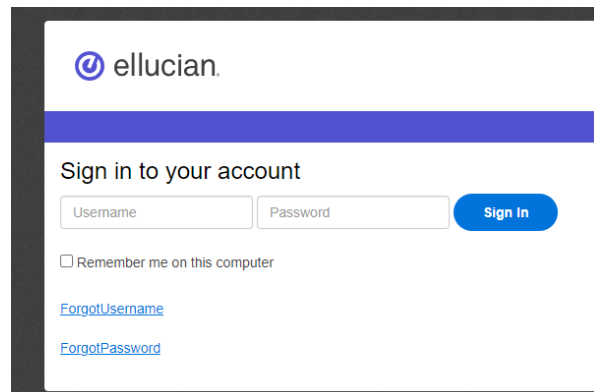 ellucian.
Sign in to your account
Username Password Sign In
Remember me on this computer
ForgotUsername
ForgotPassword